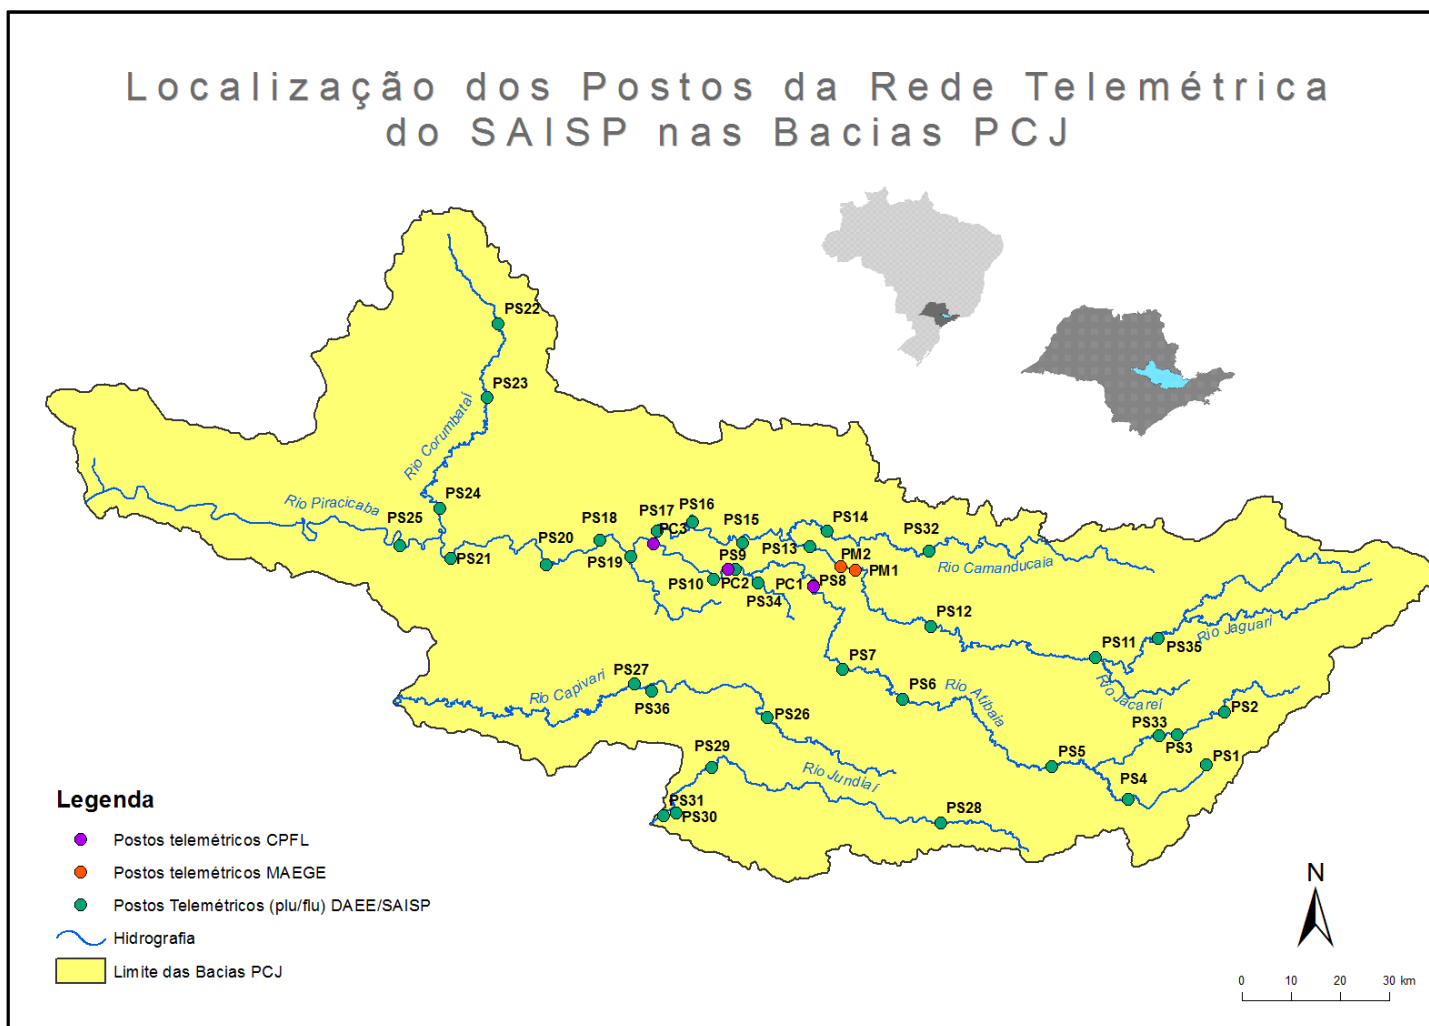 Localização dos Postos da Rede Telemétrica
do SAISP nas Bacias PCJ
PS22
PS23
Rio Corumbataí
PS24
Rio Piracicaba
PS25
PS21
PS20
PS18
PS19
PS17
PC3
PS16
PS15
PS9
PS10
PC2
PS34
PS13
PS14
PC1
PS8
PM2
PM1
PS32
Rio Camanducaia
PS12
PS11
PS35
Rio Jaguari
Rio Jacareí
PS7
PS6
Rio Atibaia
PS2
PS33
PS3
PS5
PS1
PS4
PS27
Rio Capivari
PS36
PS26
PS29
Rio Jundiaí
PS31
PS30
PS28
Legenda
Postos telemétricos CPFL
Postos telemétricos MAEGE
Postos Telemétricos (plu/flu) DAEE/SAISP
Hidrografia
Limite das Bacias PCJ
N
0 10 20 30 km